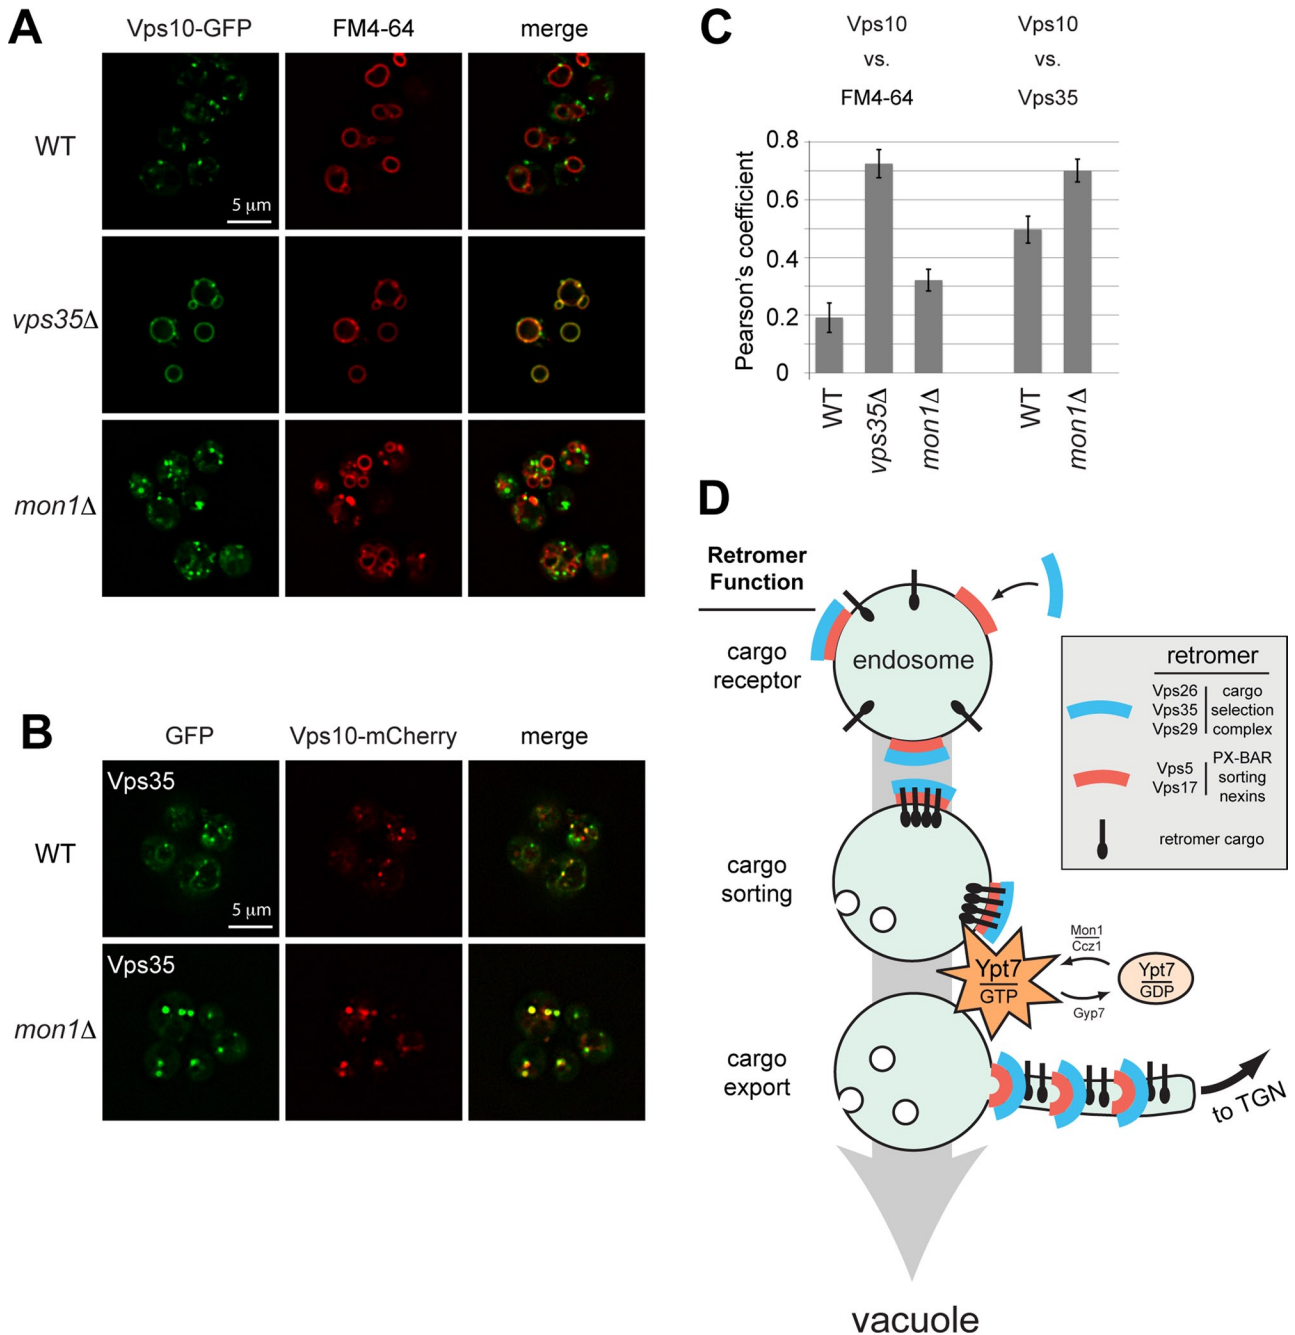 A
Vps10-GFP
FM4-64
merge
WT
5 µm
vps35Δ
mon1Δ
B
GFP
Vps10-mCherry
merge
WT
Vps35
5 µm
mon1Δ
Vps35
C
Vps10
vs.
FM4-64
Vps10
vs.
Vps35
Pearson's coefficient
0.8
0.6
0.4
0.2
0
WT
vps35Δ
mon1Δ
WT
mon1Δ
D
Retromer
Function
cargo
receptor
endosome
cargo
sorting
cargo
export
retromer
Vps26
Vps35
Vps29
cargo
selection
complex
Vps5
Vps17
PX-BAR
sorting
nexins
retromer cargo
Ypt7
GTP
Mon1
Ccz1
Gyp7
Ypt7
GDP
to TGN
vacuole